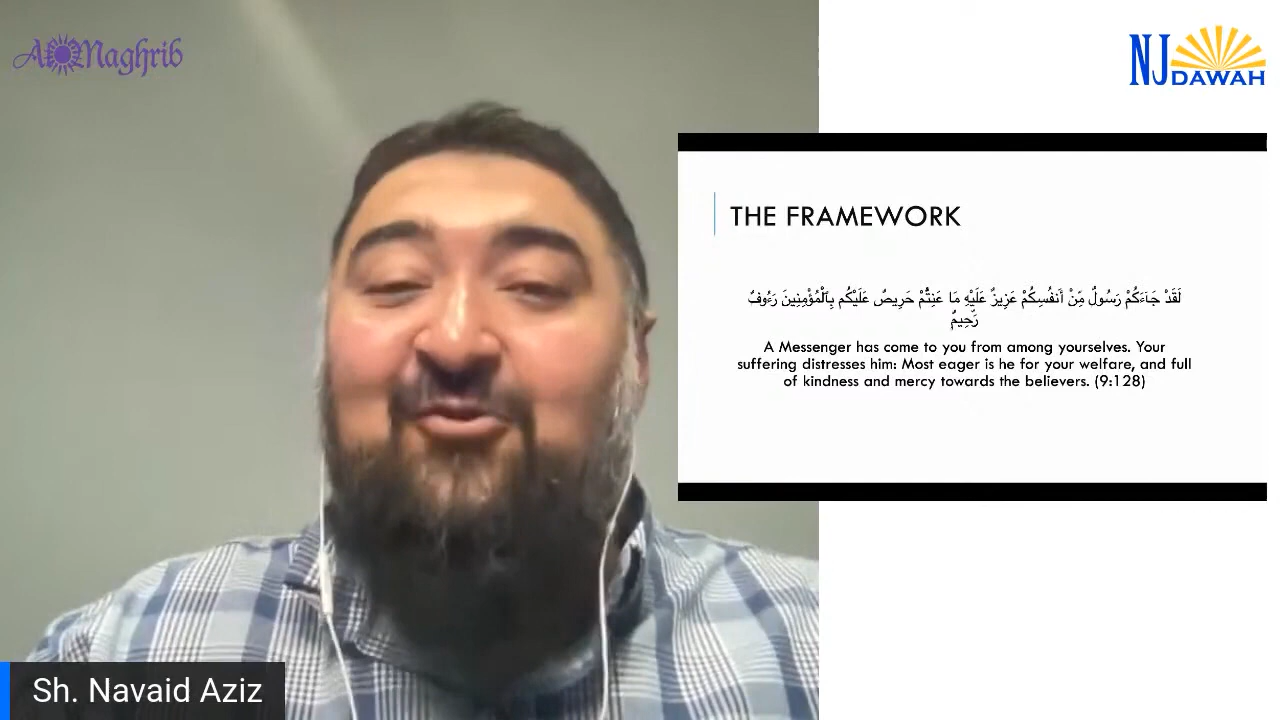 AlMaghrib
NJ
DAWAH
THE FRAMEWORK
لَقَدْ جَاءَكُمْ رَسُولٌ مِّنْ أَنفُسِكُمْ عَزِيزٌ عَلَيْهِ مَا عَنِتُّمْ حَرِيصٌ عَلَيْكُم بِالْمُؤْمِنِينَ رَءُوفٌ
رَّحِيمٌ
A Messenger has come to you from among yourselves. Your
suffering distresses him: Most eager is he for your welfare, and full
of kindness and mercy towards the believers. (9:128)
Sh. Navaid Aziz